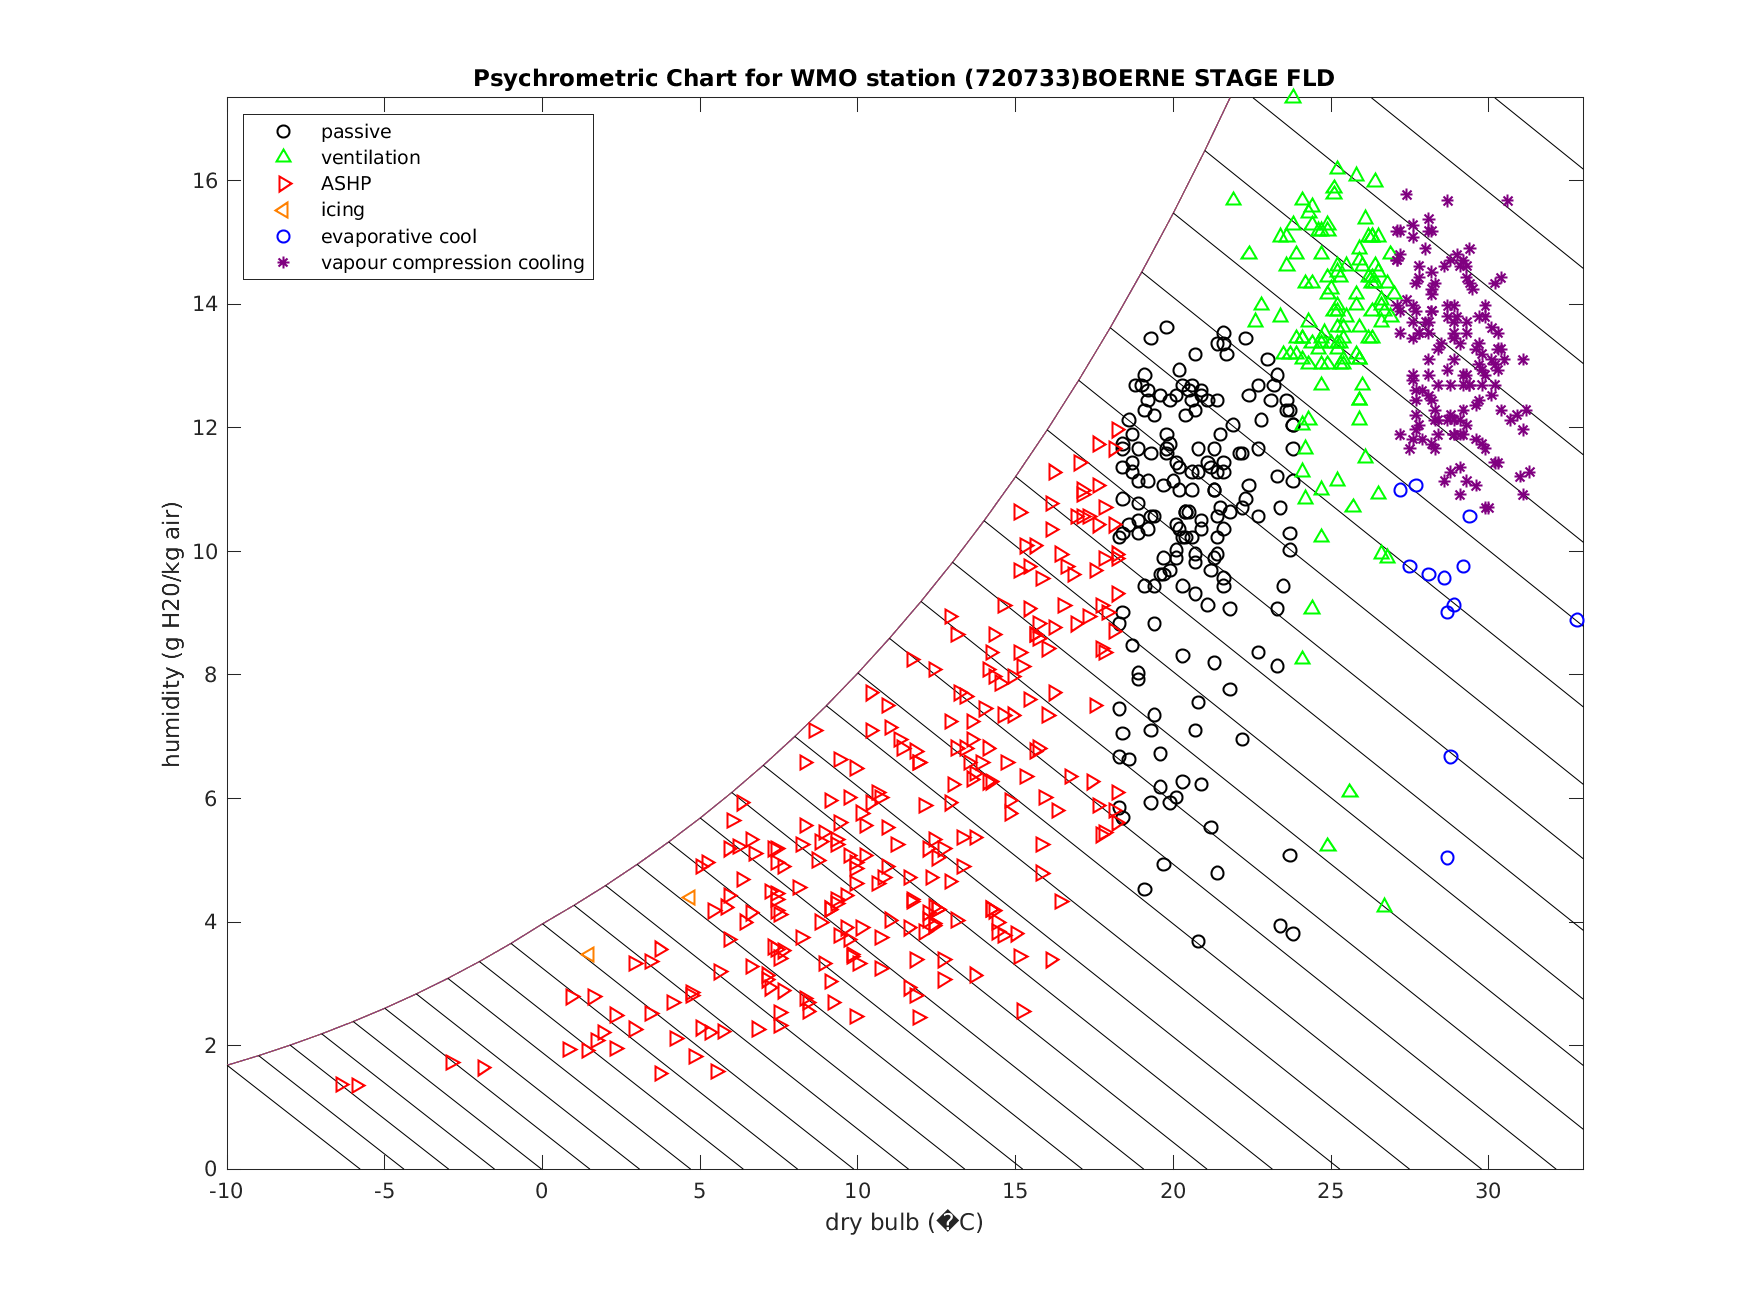 Psychrometric Chart for WMO station (720733)BOERNE STAGE FLD
passive
ventilation
ASHP
icing
evaporative cool
vapour compression cooling
humidity (g H20/kg air)
16
14
12
10
8
6
4
2
0
-10 -5 0 5 10 15 20 25 30
dry bulb (�C)